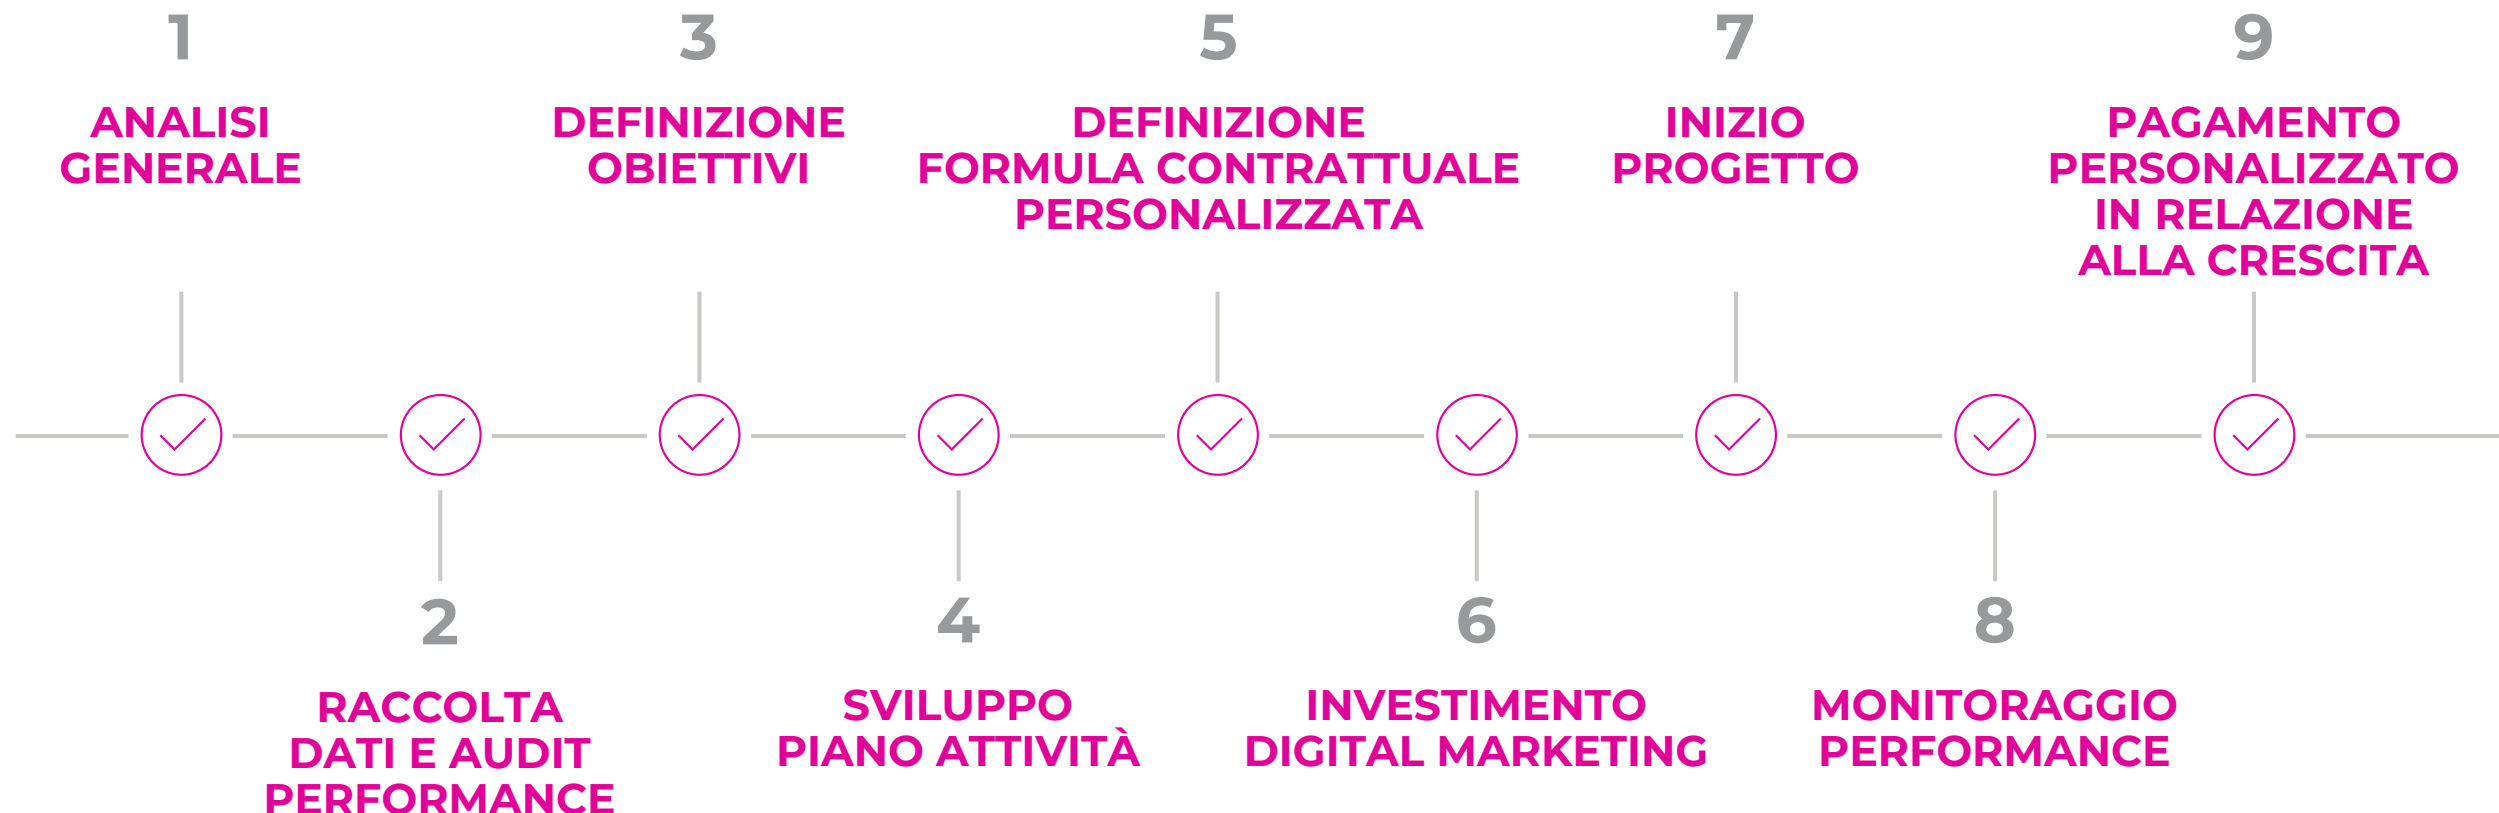 1
ANALISI
GENERALE
2
RACCOLTA
DATI E AUDIT
PERFORMANCE
3
DEFINIZIONE
OBIETTIVI
4
SVILUPPO
PIANO ATTIVITÀ
5
DEFINIZIONE
FORMULA CONTRATTUALE
PERSONALIZZATA
6
INVESTIMENTO
DIGITAL MARKETING
7
INIZIO
PROGETTO
8
MONITORAGGIO
PERFORMANCE
9
PAGAMENTO
PERSONALIZZATO
IN RELAZIONE
ALLA CRESCITA